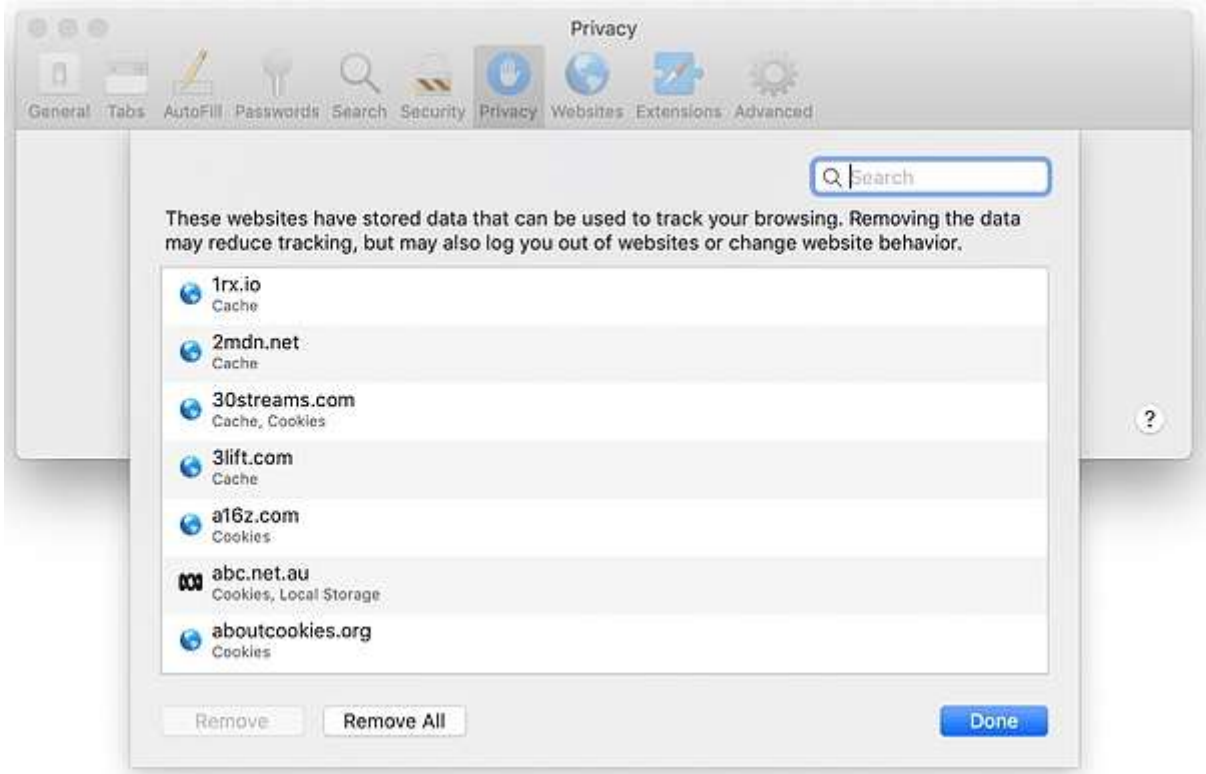 Privacy
General Tabs AutoFill Passwords Search Security Privacy Websites Extensions Advanced
Search
These websites have stored data that can be used to track your browsing. Removing the data
may reduce tracking, but may also log you out of websites or change website behavior.
1rx.io
Cache
2mdn.net
Cache
30streams.com
Cache, Cookies
?
3lift.com
Cache
a16z.com
Cookies
abc.net.au
Cookies, Local Storage
aboutcookies.org
Cookies
Remove Remove All Done